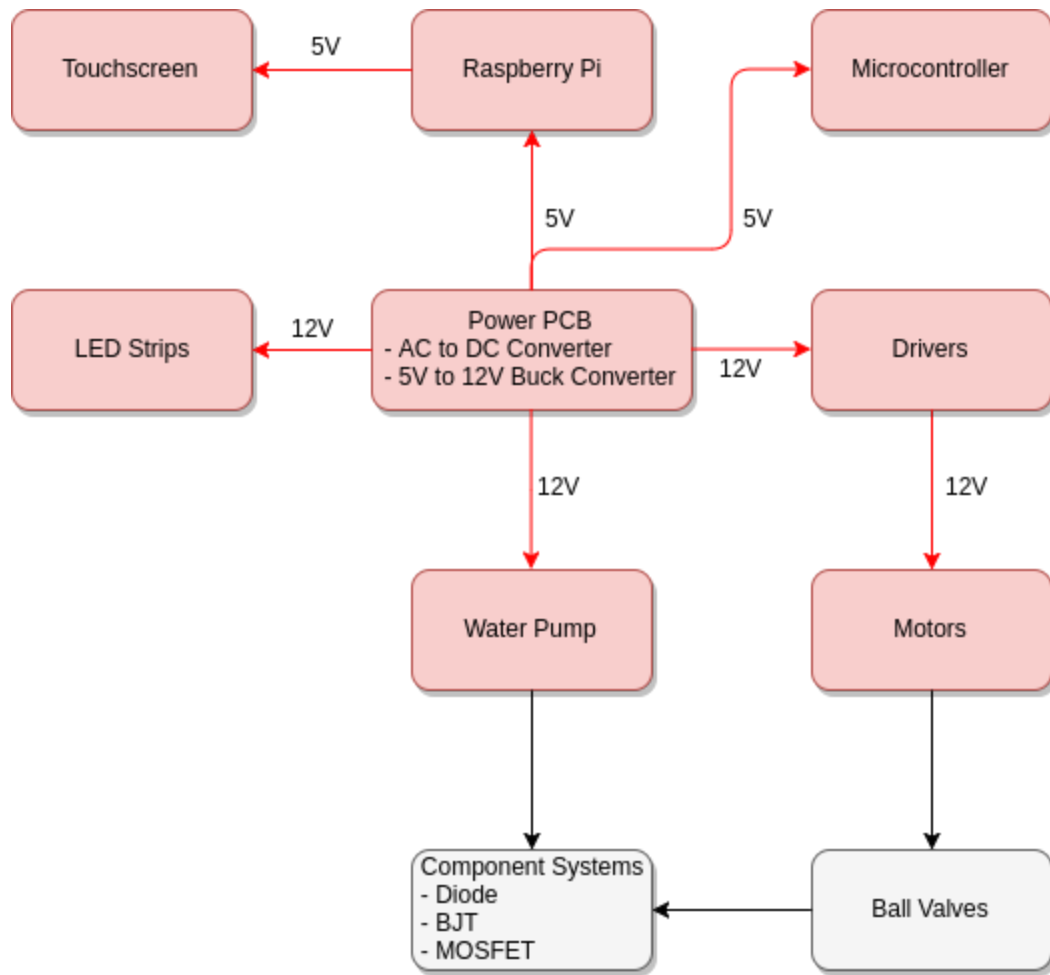 Touchscreen
5V
Raspberry Pi
Microcontroller
5V
5V
LED Strips
12V
Power PCB
- AC to DC Converter
- 5V to 12V Buck Converter
12V
Drivers
12V
12V
Water Pump
Motors
Component Systems
- Diode
- BJT
- MOSFET
Ball Valves